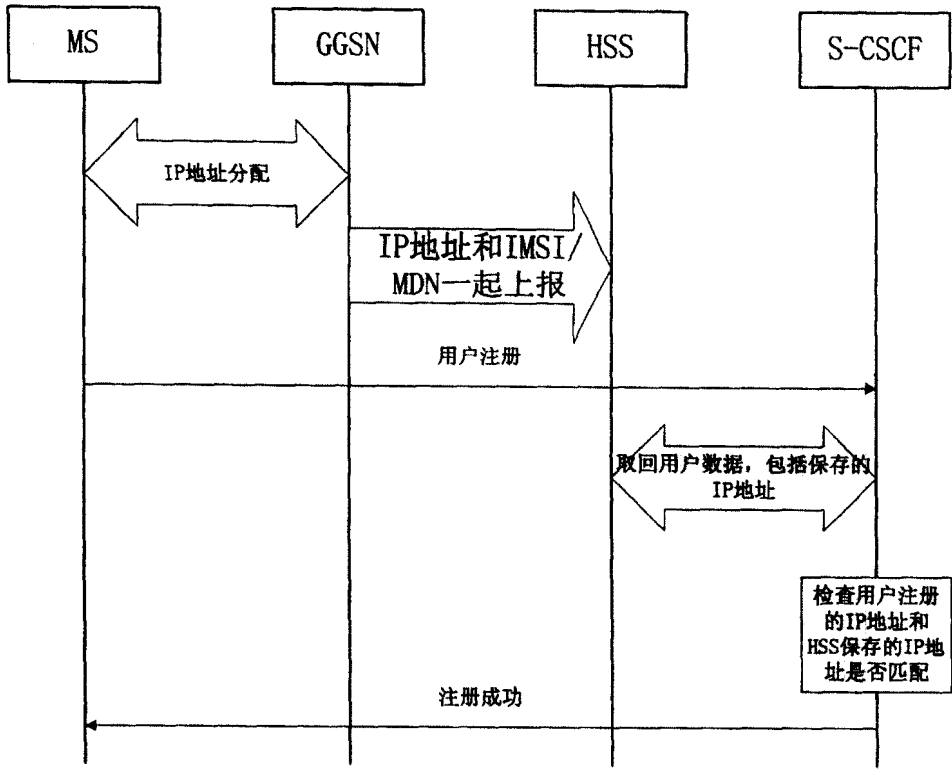 MS
GGSN
HSS
S-CSCF
IP地址分配
IP地址和IMSI/
MDN一起上报
用户注册
取回用户数据，包括保存的
IP地址
检查用户注册
的IP地址和
HSS保存的IP地
址是否匹配
注册成功